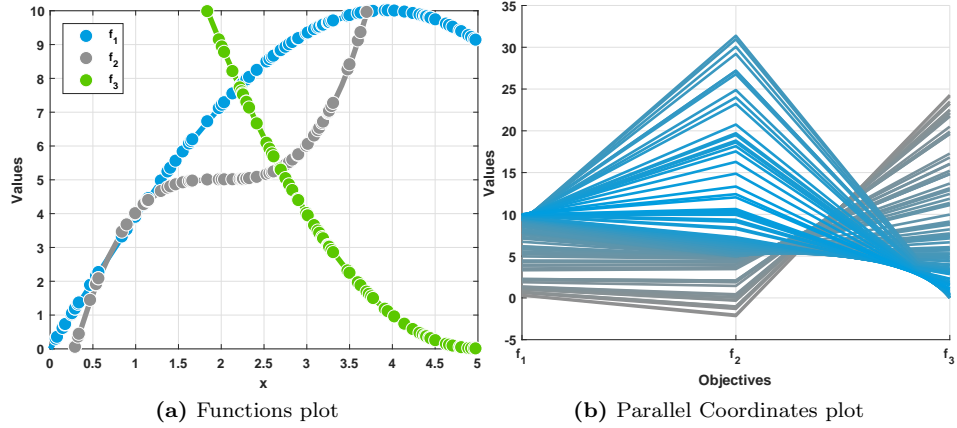 f1
f2
f3
10
9
8
7
6
5
4
3
2
1
0
Values
0 0.5 1 1.5 2 2.5 3 3.5 4 4.5 5
x
(a) Functions plot
35
30
25
20
15
10
5
0
-5
Values
f1 f2 f3
Objectives
(b) Parallel Coordinates plot